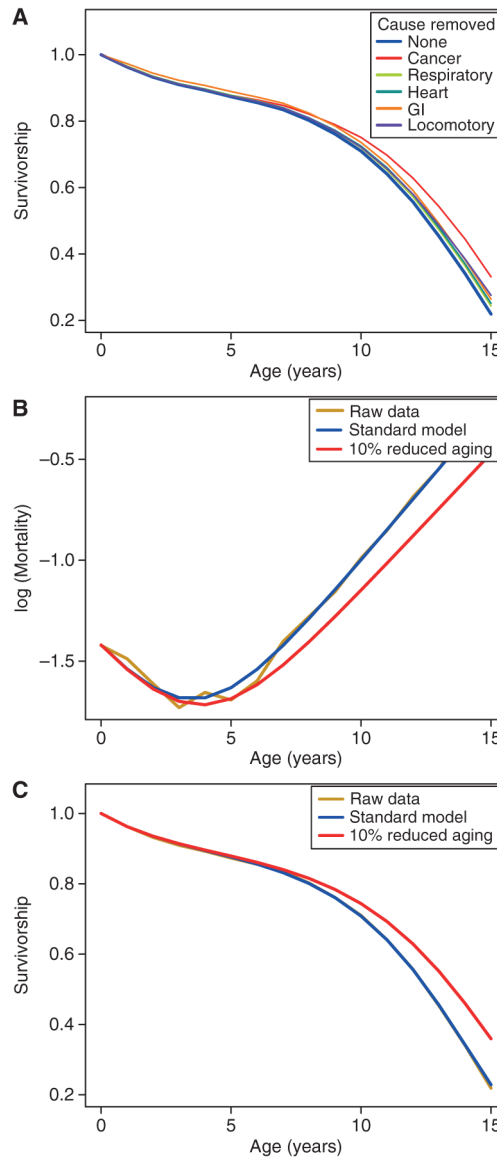 A
Cause removed
None
Cancer
Respiratory
Heart
GI
Locomotory
1.0
0.8
0.6
0.4
0.2
Survivorship
0
5
10
15
Age (years)
B
Raw data
Standard model
10% reduced aging
−0.5
−1.0
−1.5
log (Mortality)
0
5
10
15
Age (years)
C
Raw data
Standard model
10% reduced aging
1.0
0.8
0.6
0.4
0.2
Survivorship
0
5
10
15
Age (years)